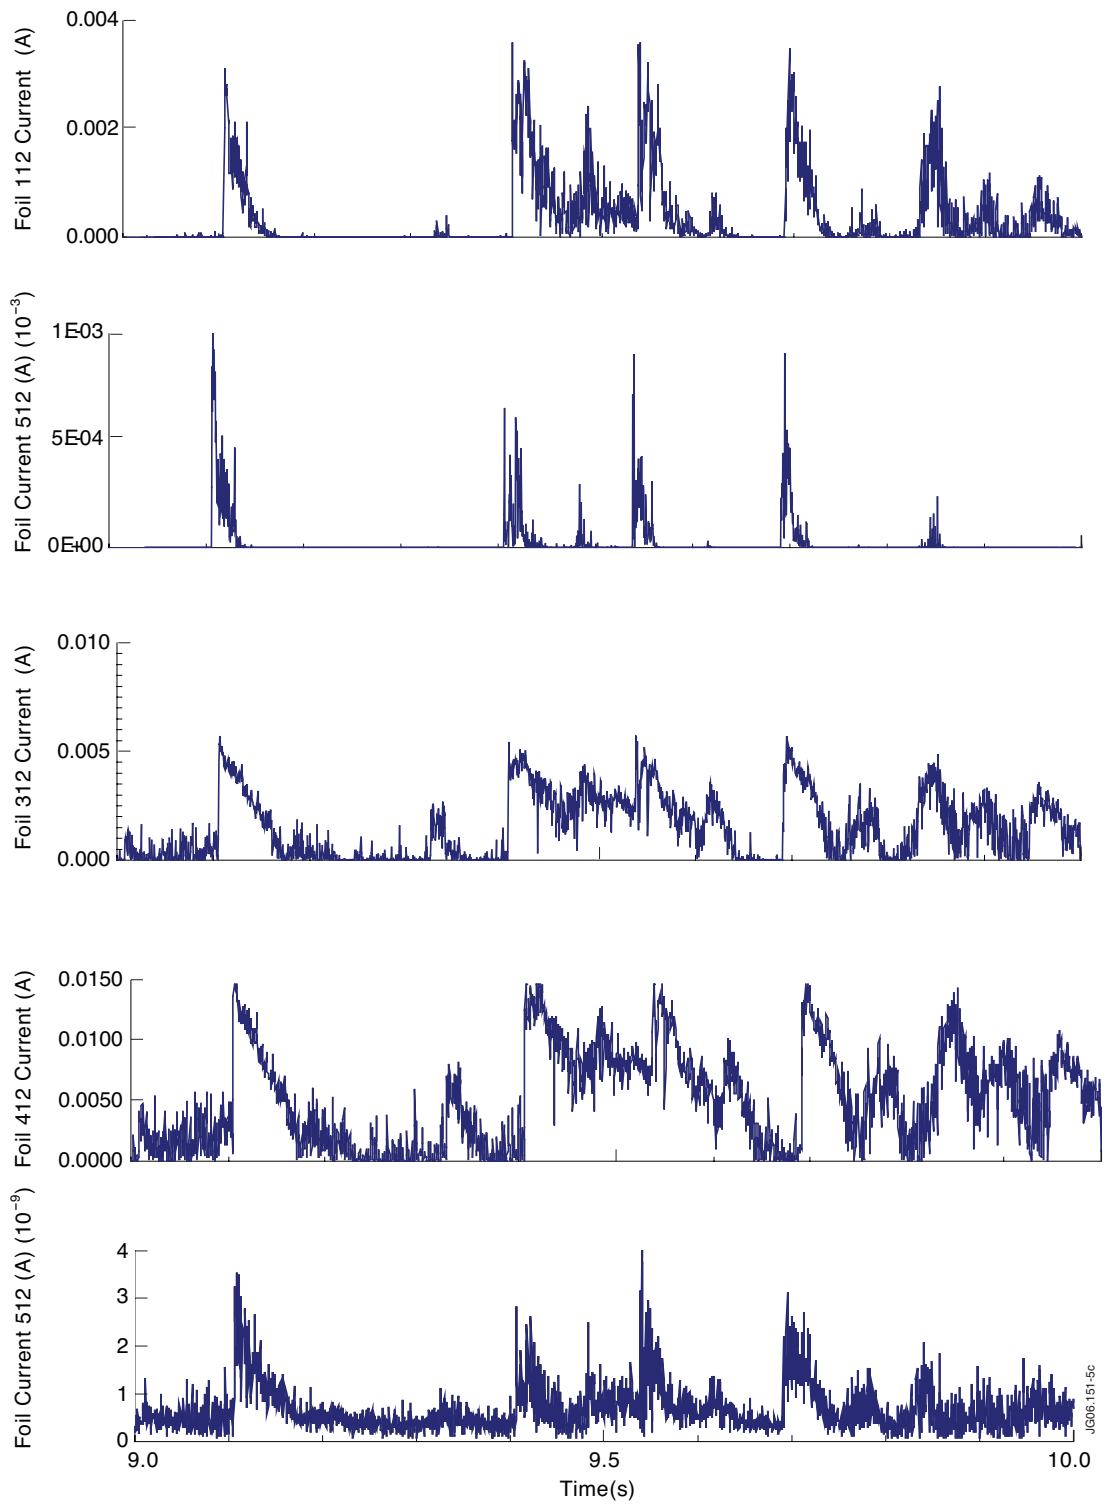 Foil 112 Current (A)
0.004
0.002
0.000
Foil Current 512 (A) (10⁻³)
1E-03
5E-04
0E+00
Foil 312 Current (A)
0.010
0.005
0.000
Foil 412 Current (A)
0.0150
0.0100
0.0050
0.0000
Foil Current 512 (A) (10⁻⁹)
4
3
2
1
0
9.0
9.5
10.0
Time(s)
JG06.151-5c